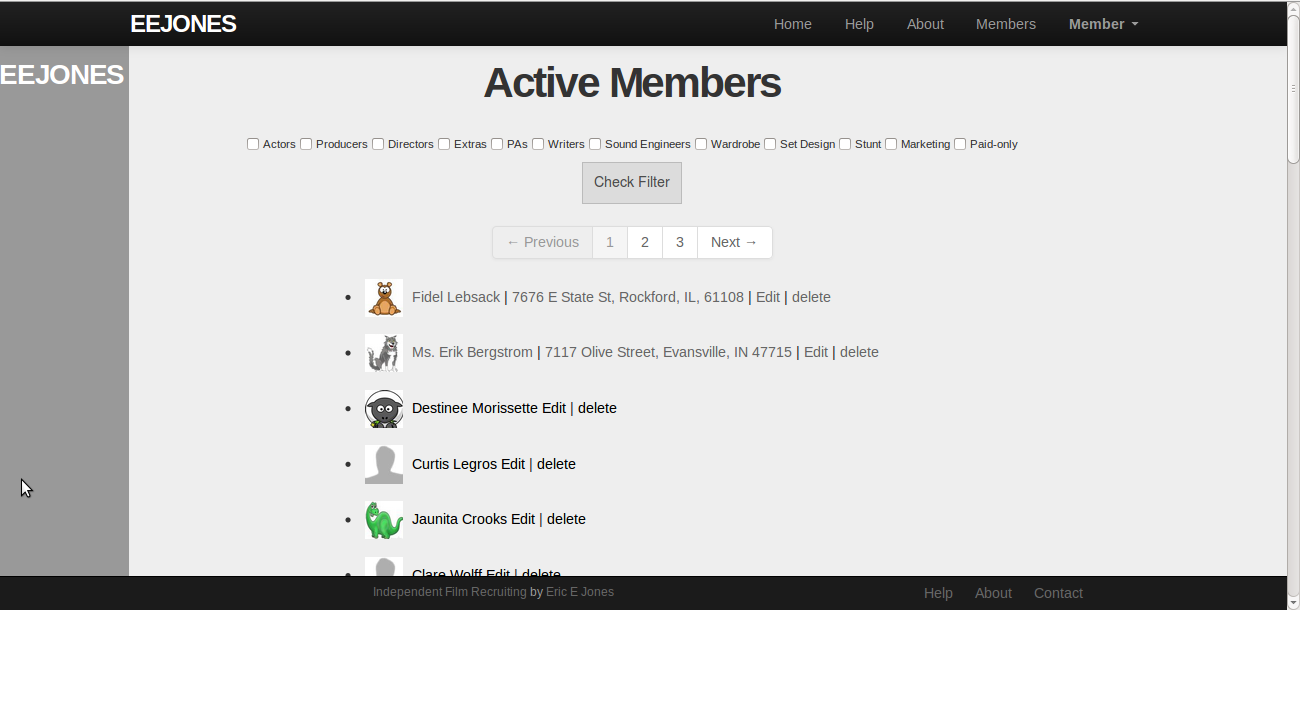 EEJONES Home Help About Members Member
EEJONES
Active Members
Actors Producers Directors Extras PAs Writers Sound Engineers Wardrobe Set Design Stunt Marketing Paid-only
Check Filter
← Previous 1 2 3 Next →
• Fidel Lebsack | 7676 E State St, Rockford, IL, 61108 | Edit | delete
• Ms. Erik Bergstrom | 7117 Olive Street, Evansville, IN 47715 | Edit | delete
• Destinee Morissette Edit | delete
• Curtis Legros Edit | delete
• Jaunita Crooks Edit | delete
• Clare Wolff Edit | delete
Independent Film Recruiting by Eric E Jones Help About Contact